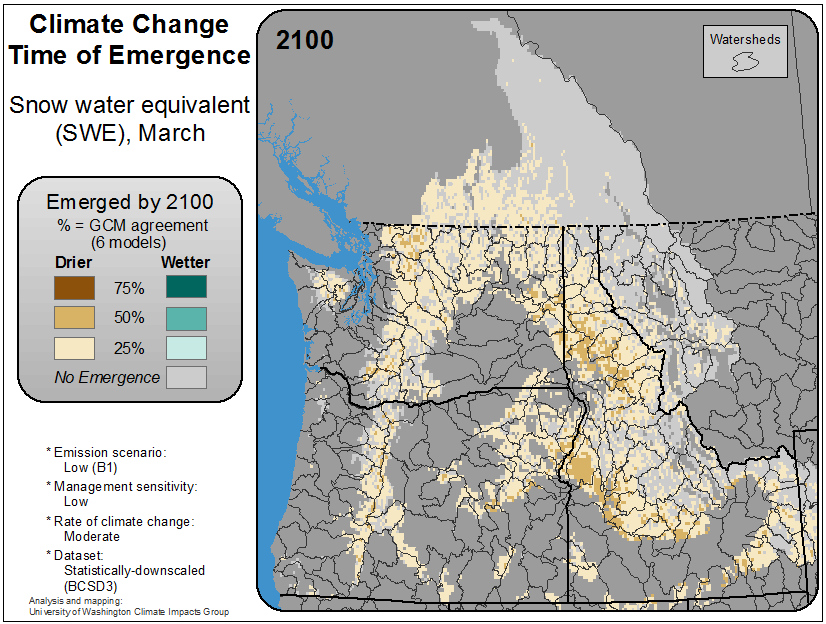 Climate Change
Time of Emergence
Snow water equivalent
(SWE), March
Emerged by 2100
% = GCM agreement
(6 models)
Drier Wetter
75%
50%
25%
No Emergence
* Emission scenario:
Low (B1)
* Management sensitivity:
Low
* Rate of climate change:
Moderate
* Dataset:
Statistically-downscaled
(BCSD3)
Analysis and mapping:
University of Washington Climate Impacts Group
2100
Watersheds